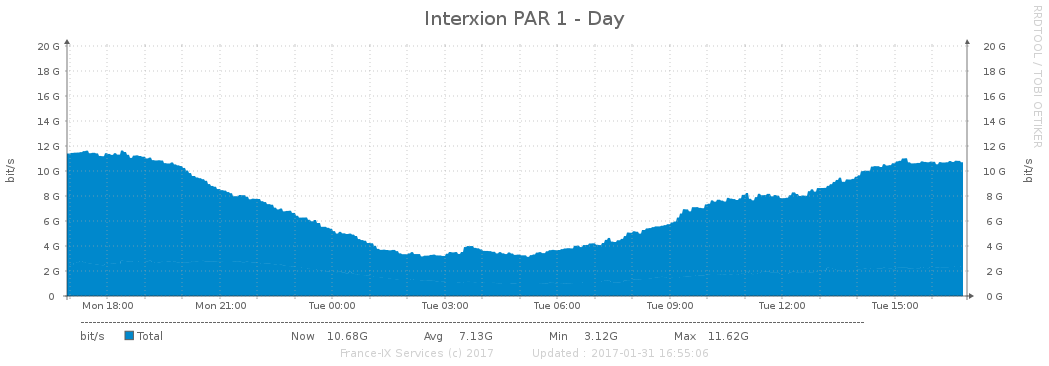 Interxion PAR 1 - Day
RRDTOOL / TOBI OETIKER
bit/s
bit/s
20 G 20 G
18 G 18 G
16 G 16 G
14 G 14 G
12 G 12 G
10 G 10 G
8 G 8 G
6 G 6 G
4 G 4 G
2 G 2 G
0 0 G
Mon 18:00 Mon 21:00 Tue 00:00 Tue 03:00 Tue 06:00 Tue 09:00 Tue 12:00 Tue 15:00
bit/s Total Now 10.68G Avg 7.13G Min 3.12G Max 11.62G
France-IX Services (c) 2017 Updated : 2017-01-31 16:55:06